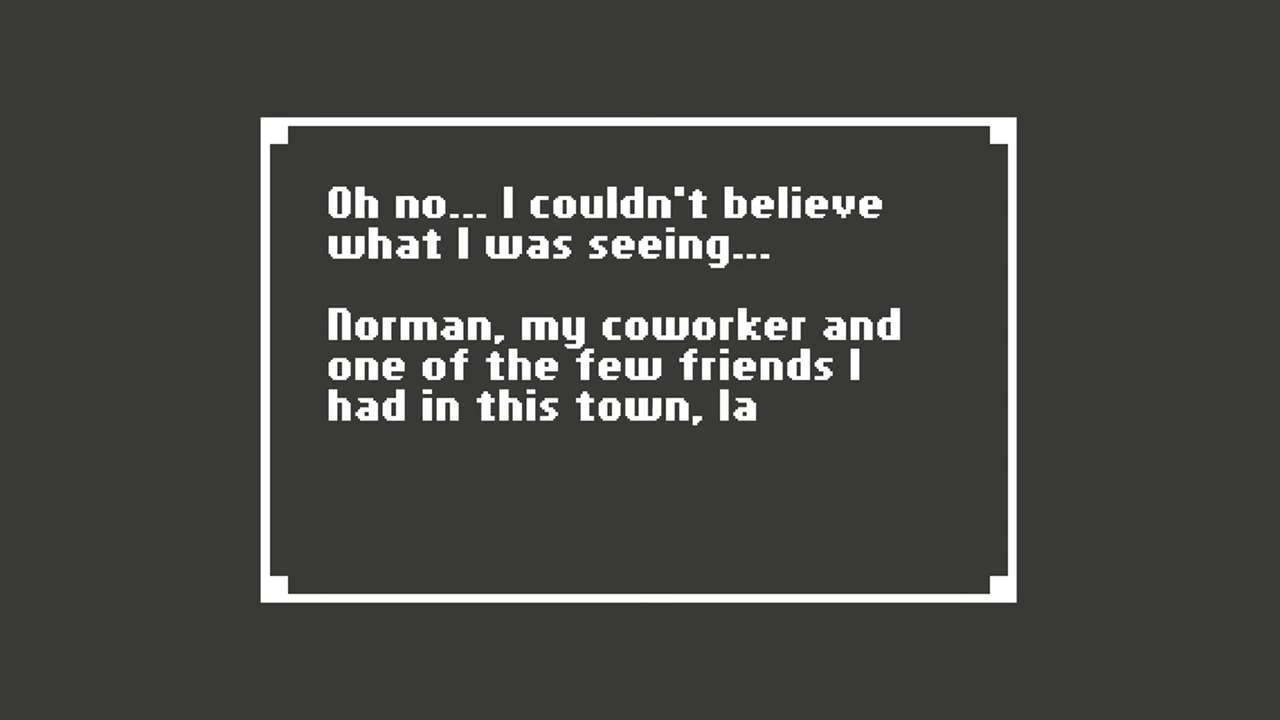 Oh no... I couldn't believe
what I was seeing...
Norman, my coworker and
one of the few friends I
had in this town, la